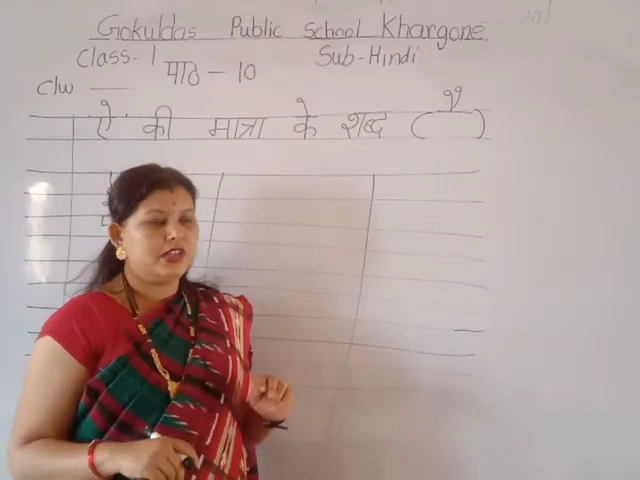 Gokuldas Public School Khargone
Class-1 Sub-Hindi
पाठ - 10
C/w
ऐ की मात्रा के शब्द ( ै )